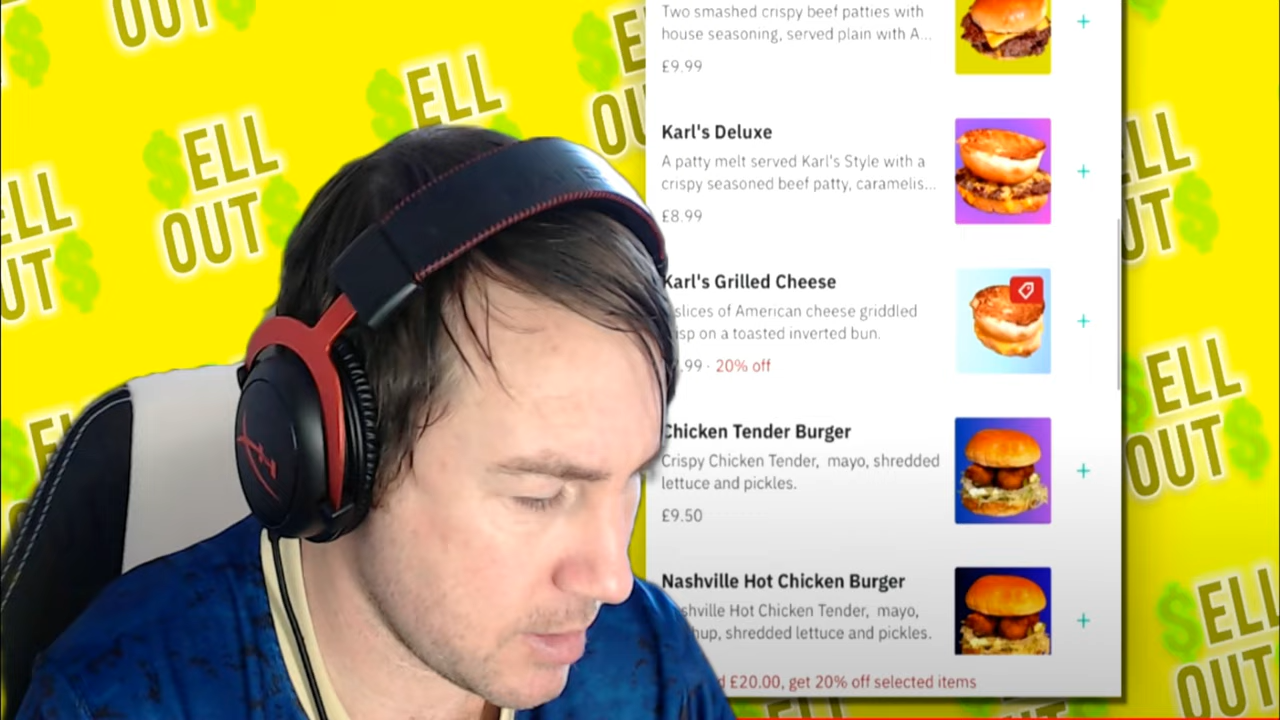 Two smashed crispy beef patties with
house seasoning, served plain with A...
£9.99
Karl's Deluxe
A patty melt served Karl's Style with a
crispy seasoned beef patty, caramelis...
£8.99
Karl's Grilled Cheese
slices of American cheese griddled
on a toasted inverted bun.
.99 · 20% off
Chicken Tender Burger
Crispy Chicken Tender, mayo, shredded
lettuce and pickles.
£9.50
Nashville Hot Chicken Burger
shville Hot Chicken Tender, mayo,
hup, shredded lettuce and pickles.
£20.00, get 20% off selected items
$ELL
OUT
$ELL
OUT$
$ELL
OUT
$ELL
OUT
$ELL
OUT